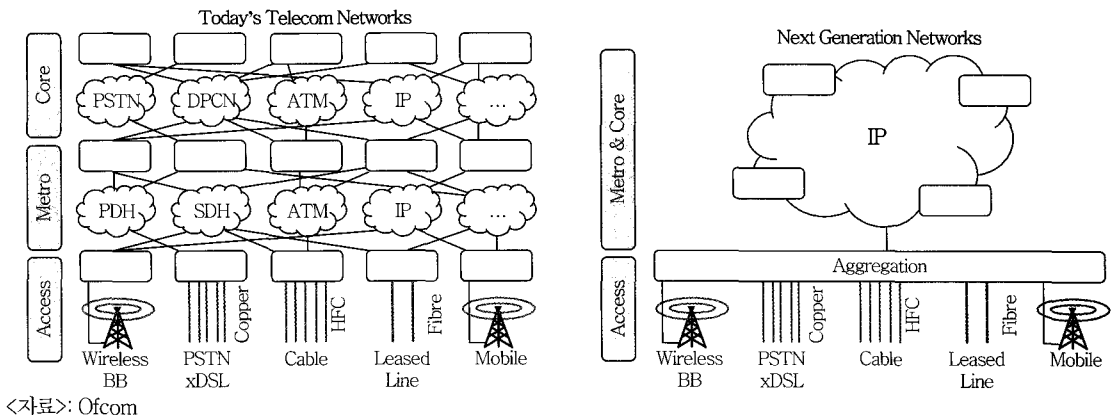 Today's Telecom Networks
Core
PSTN
DPCN
ATM
IP
...
Metro
PDH
SDH
ATM
IP
...
Access
Copper
HFC
Fibre
Wireless
BB
PSTN
xDSL
Cable
Leased
Line
Mobile
Next Generation Networks
Metro & Core
IP
Aggregation
Access
Copper
HFC
Fibre
Wireless
BB
PSTN
xDSL
Cable
Leased
Line
Mobile
<자료>: Ofcom